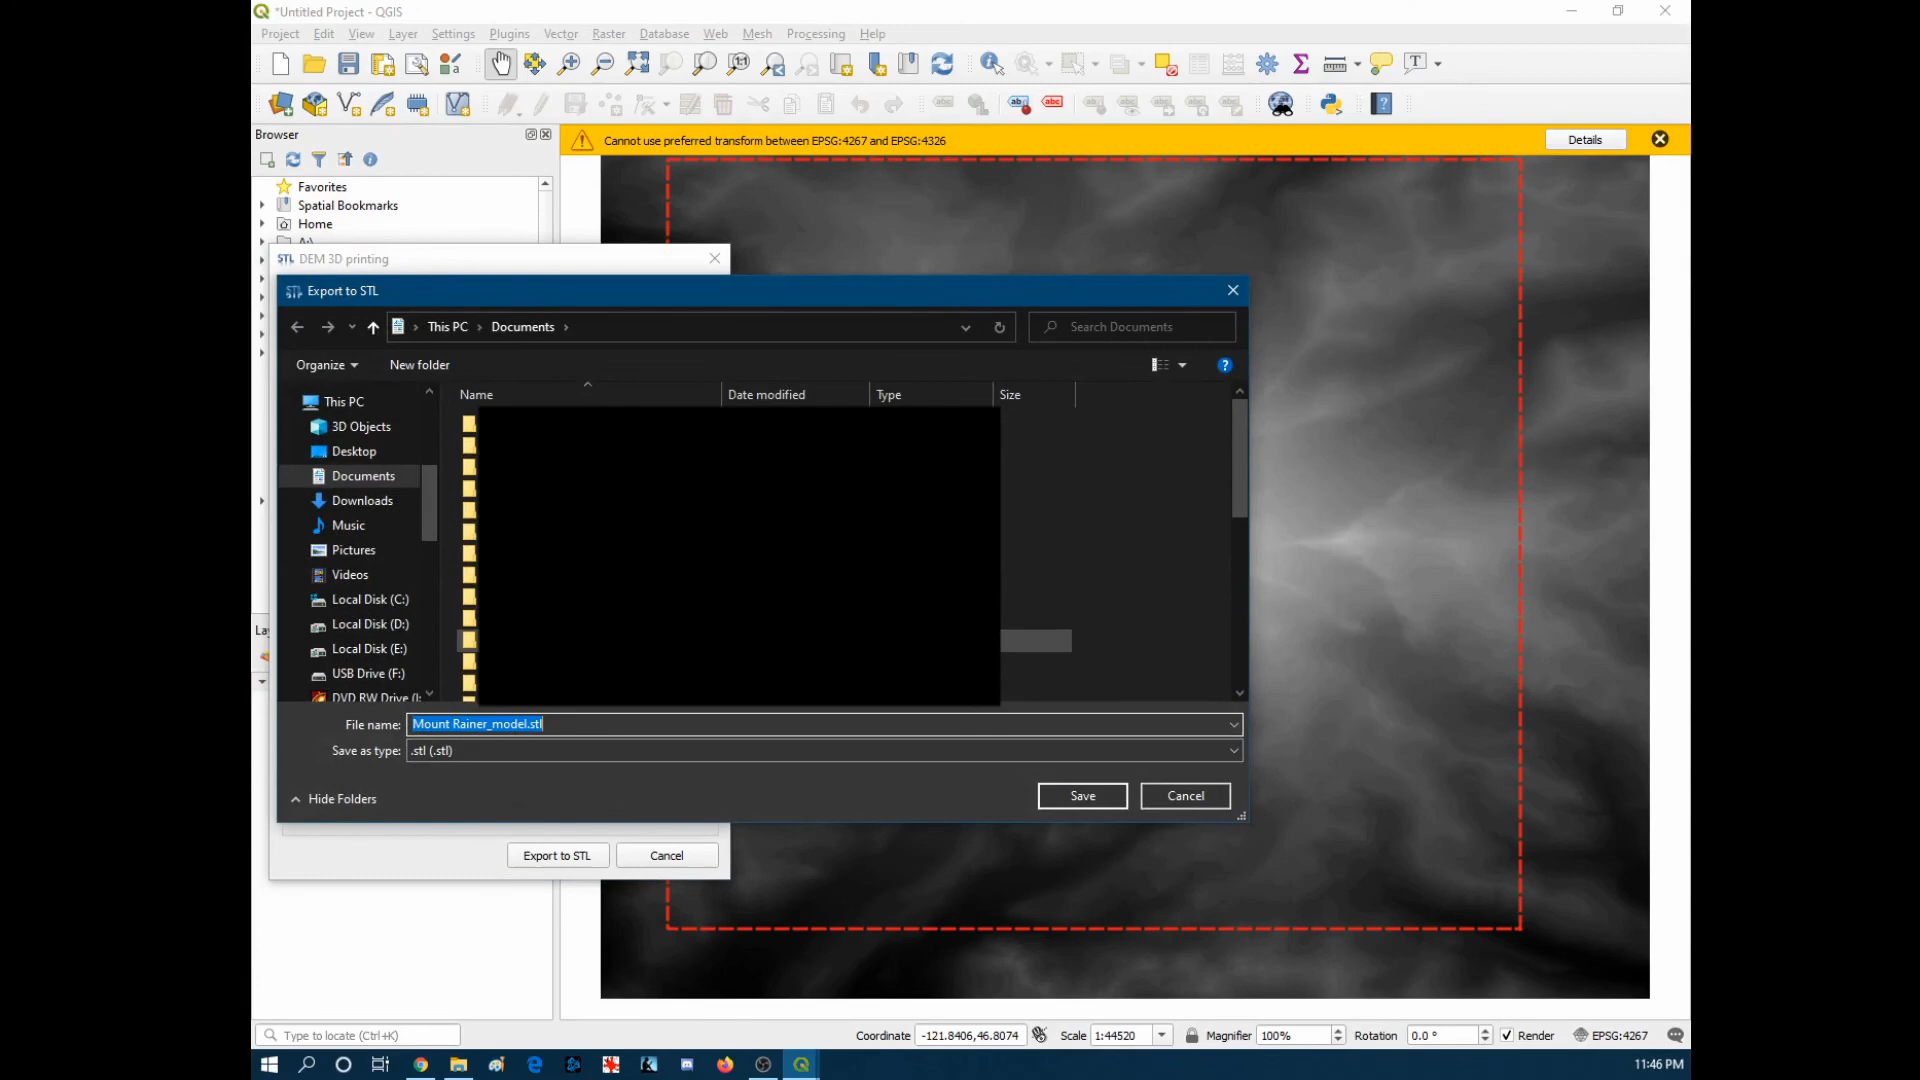 *Untitled Project - QGIS
Project Edit View Layer Settings Plugins Vector Raster Database Web Mesh Processing Help
Browser
Cannot use preferred transform between EPSG:4267 and EPSG:4326
Details
Favorites
Spatial Bookmarks
Home
STL DEM 3D printing
Export to STL
This PC > Documents >
Search Documents
Organize
New folder
Name
Date modified
Type
Size
This PC
3D Objects
Desktop
Documents
Downloads
Music
Pictures
Videos
Local Disk (C:)
Local Disk (D:)
Local Disk (E:)
USB Drive (F:)
DVD RW Drive (I:
File name: Mount Rainer_model.stl
Save as type: .stl (.stl)
Hide Folders
Save
Cancel
Export to STL
Cancel
Type to locate (Ctrl+K)
Coordinate -121.8406,46.8074
Scale 1:44520
Magnifier 100%
Rotation 0.0 °
Render
EPSG:4267
11:46 PM